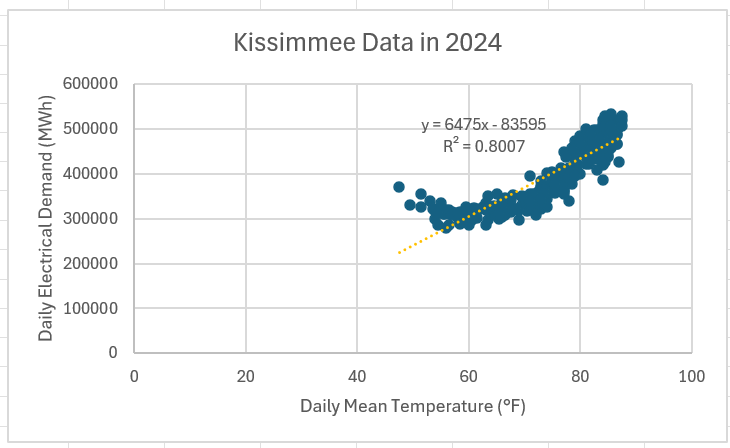 Kissimmee Data in 2024
Daily Electrical Demand (MWh)
600000
500000
400000
300000
200000
100000
0
y = 6475x - 83595
R² = 0.8007
0 20 40 60 80 100
Daily Mean Temperature (°F)